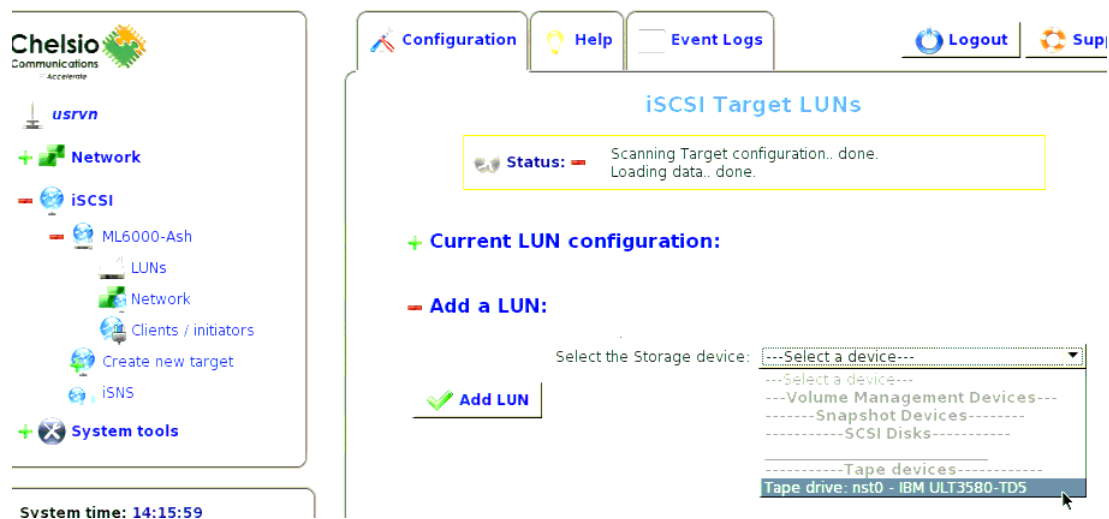 Chelsio
Communications
Accelerate
usrvn
Network
iSCSI
ML6000-Ash
LUNs
Network
Clients / initiators
Create new target
iSNS
System tools
System time: 14:15:59
Configuration
Help
Event Logs
Logout
Supp
iSCSI Target LUNs
Status:
Scanning Target configuration.. done.
Loading data.. done.
Current LUN configuration:
Add a LUN:
Select the Storage device: ---Select a device---
---Select a device---
---Volume Management Devices---
-------Snapshot Devices--------
-----------SCSI Disks-----------
-----------Tape devices------------
Tape drive: nst0 - IBM ULT3580-TD5
Add LUN